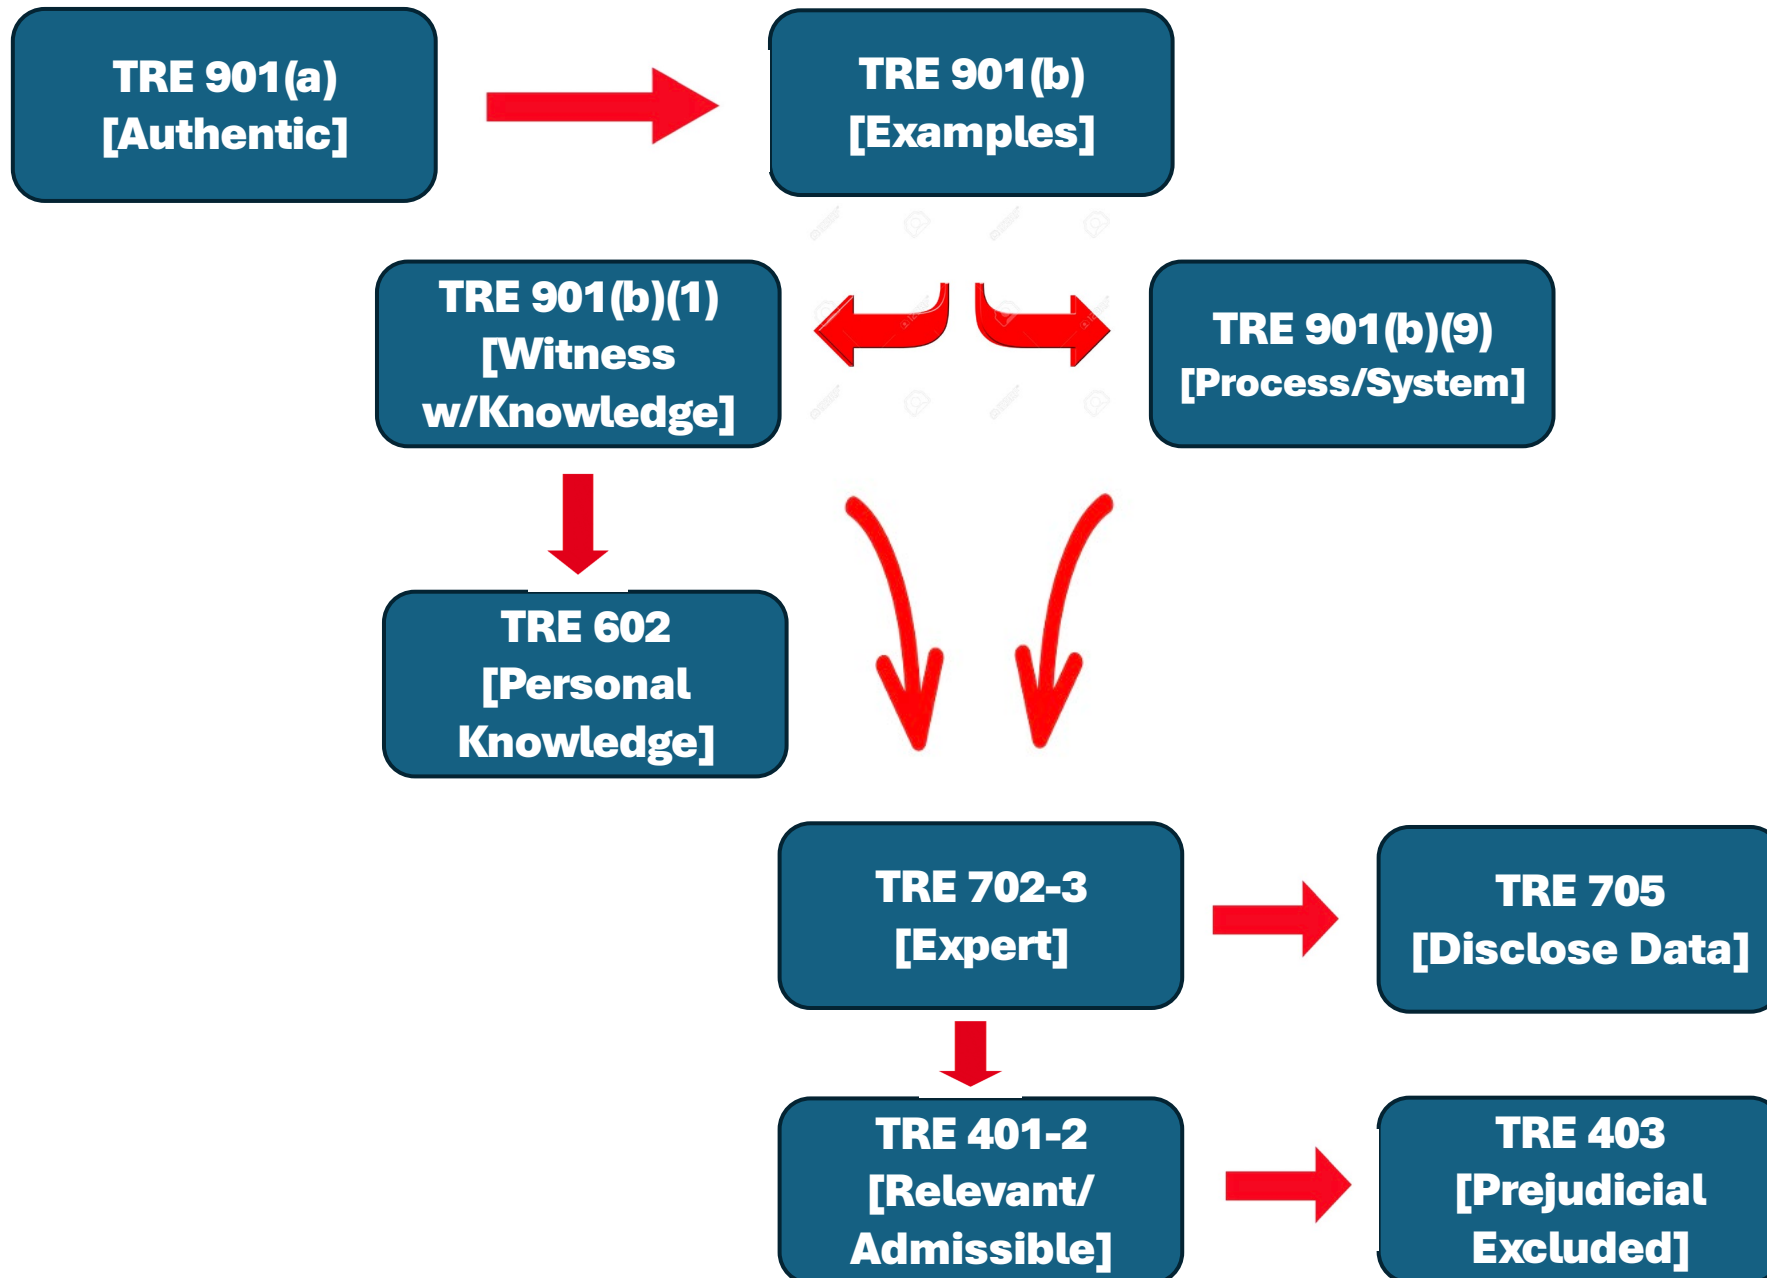 TRE 901(a)
[Authentic]
TRE 901(b)
[Examples]
TRE 901(b)(1)
[Witness
w/Knowledge]
TRE 901(b)(9)
[Process/System]
TRE 602
[Personal
Knowledge]
TRE 702-3
[Expert]
TRE 705
[Disclose Data]
TRE 401-2
[Relevant/
Admissible]
TRE 403
[Prejudicial
Excluded]